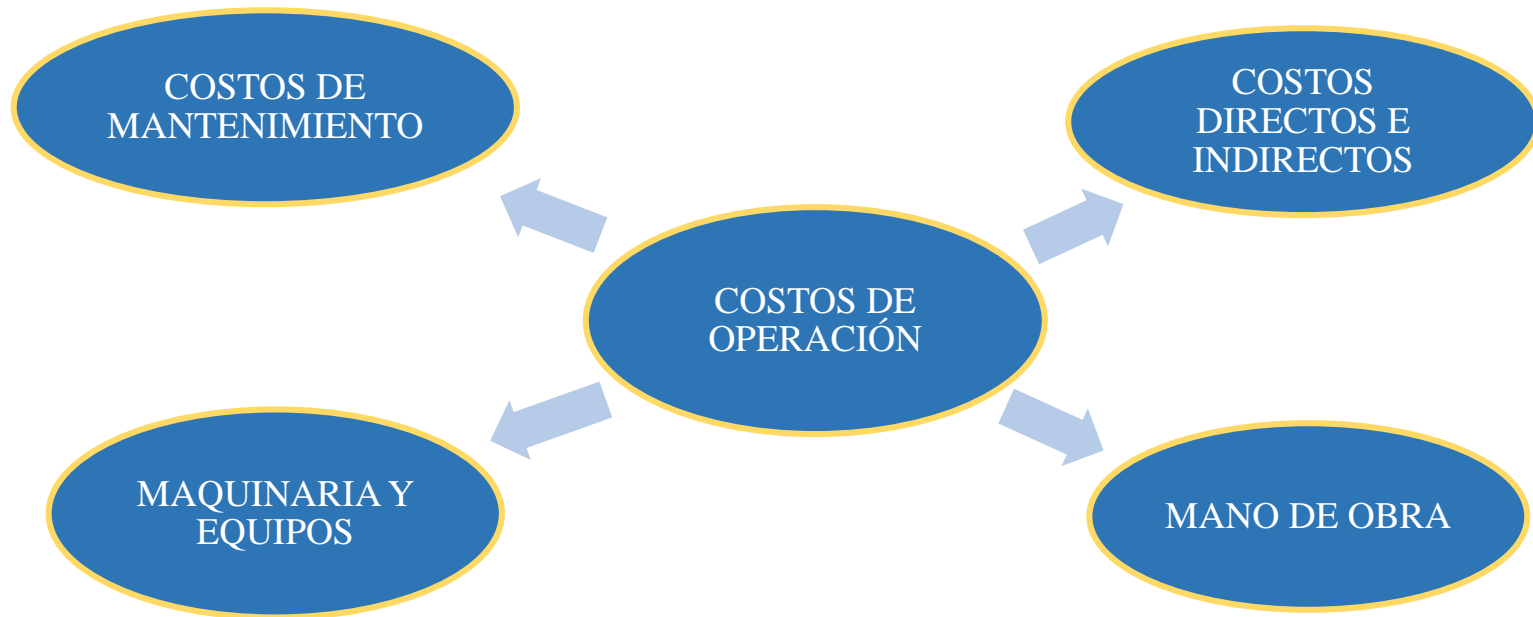 COSTOS DE
MANTENIMIENTO
COSTOS
DIRECTOS E
INDIRECTOS
COSTOS DE
OPERACIÓN
MAQUINARIA Y
EQUIPOS
MANO DE OBRA